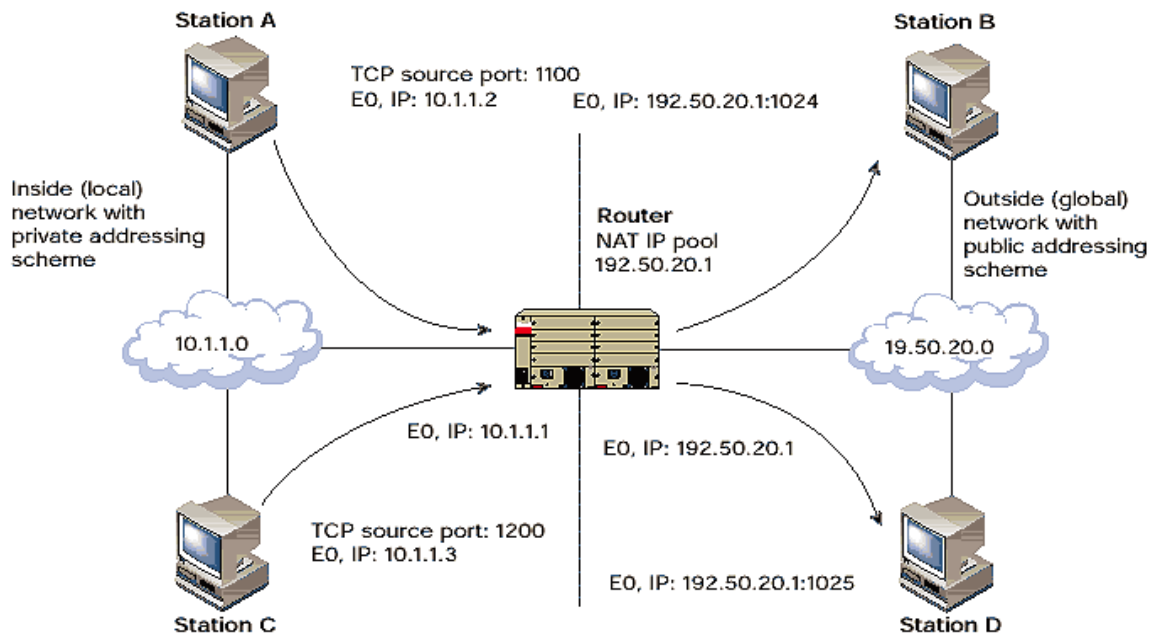 Station A
Station B
TCP source port: 1100
E0, IP: 10.1.1.2
E0, IP: 192.50.20.1:1024
Inside (local)
network with
private addressing
scheme
Router
NAT IP pool
192.50.20.1
Outside (global)
network with
public addressing
scheme
10.1.1.0
19.50.20.0
E0, IP: 10.1.1.1
E0, IP: 192.50.20.1
TCP source port: 1200
E0, IP: 10.1.1.3
E0, IP: 192.50.20.1:1025
Station C
Station D